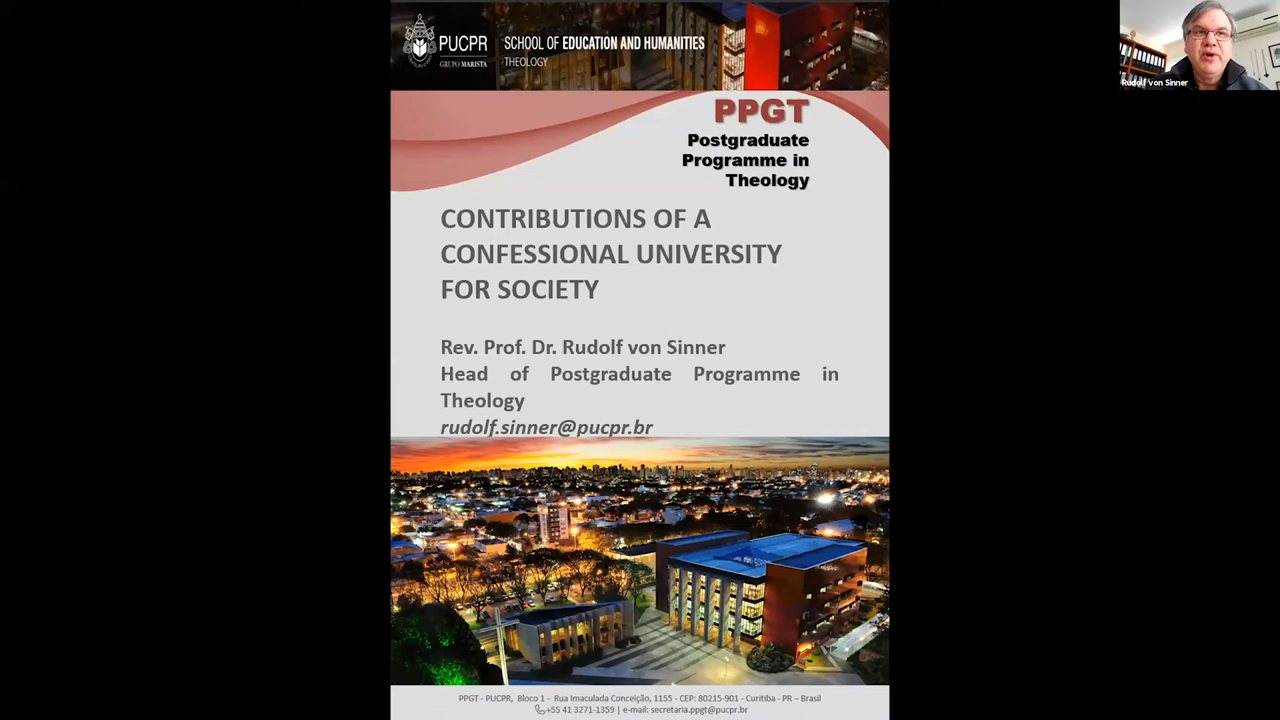 PUCPR
GRUPO MARISTA
SCHOOL OF EDUCATION AND HUMANITIES
THEOLOGY
Rudolf von Sinner
PPGT
Postgraduate
Programme in
Theology
CONTRIBUTIONS OF A
CONFESSIONAL UNIVERSITY
FOR SOCIETY
Rev. Prof. Dr. Rudolf von Sinner
Head of Postgraduate Programme in
Theology
rudolf.sinner@pucpr.br
PPGT - PUCPR, Bloco 1 - Rua Imaculada Conceição, 1155 - CEP: 80215-901 - Curitiba - PR – Brasil
+55 41 3271-1359 | e-mail: secretaria.ppgt@pucpr.br